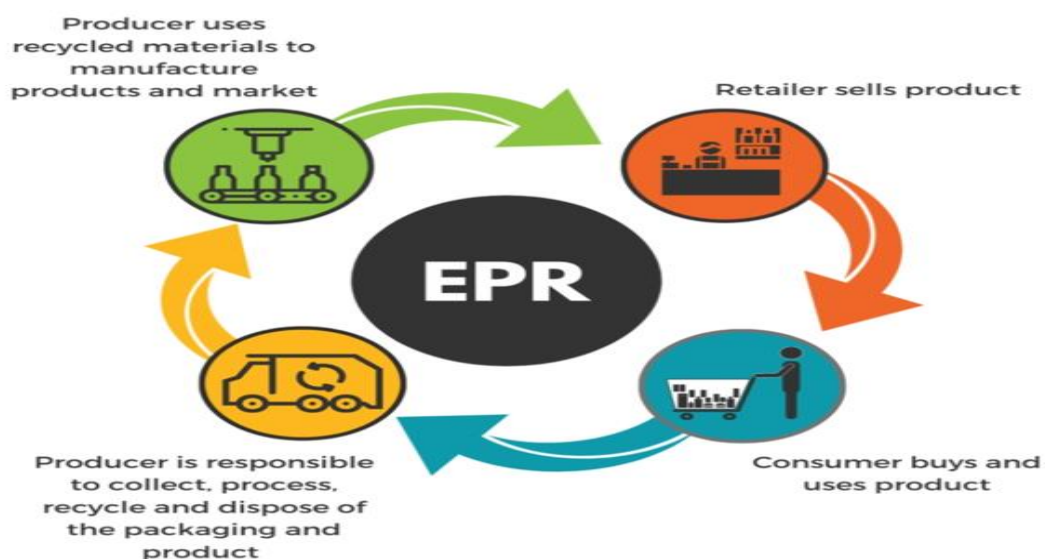 Producer uses
recycled materials to
manufacture
products and market
Retailer sells product
EPR
Producer is responsible
to collect, process,
recycle and dispose of
the packaging and
product
Consumer buys and
uses product